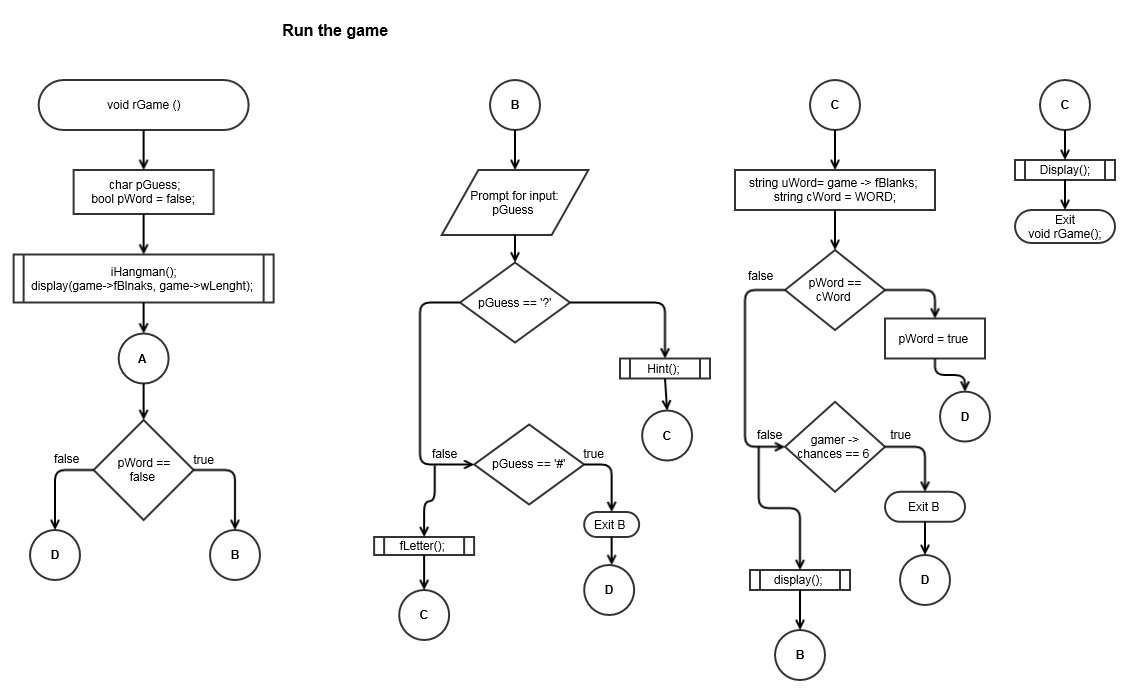 Run the game
void rGame ()
char pGuess;
bool pWord = false;
iHangman();
display(game->fBlnaks, game->wLenght);
A
pWord ==
false
false
true
D
B
B
Prompt for input:
pGuess
pGuess == '?'
Hint();
C
false
pGuess == '#'
true
Exit B
D
fLetter();
C
C
string uWord= game -> fBlanks;
string cWord = WORD;
false
pWord ==
cWord
pWord = true
D
false
gamer ->
chances == 6
true
Exit B
D
display();
B
C
Display();
Exit
void rGame();